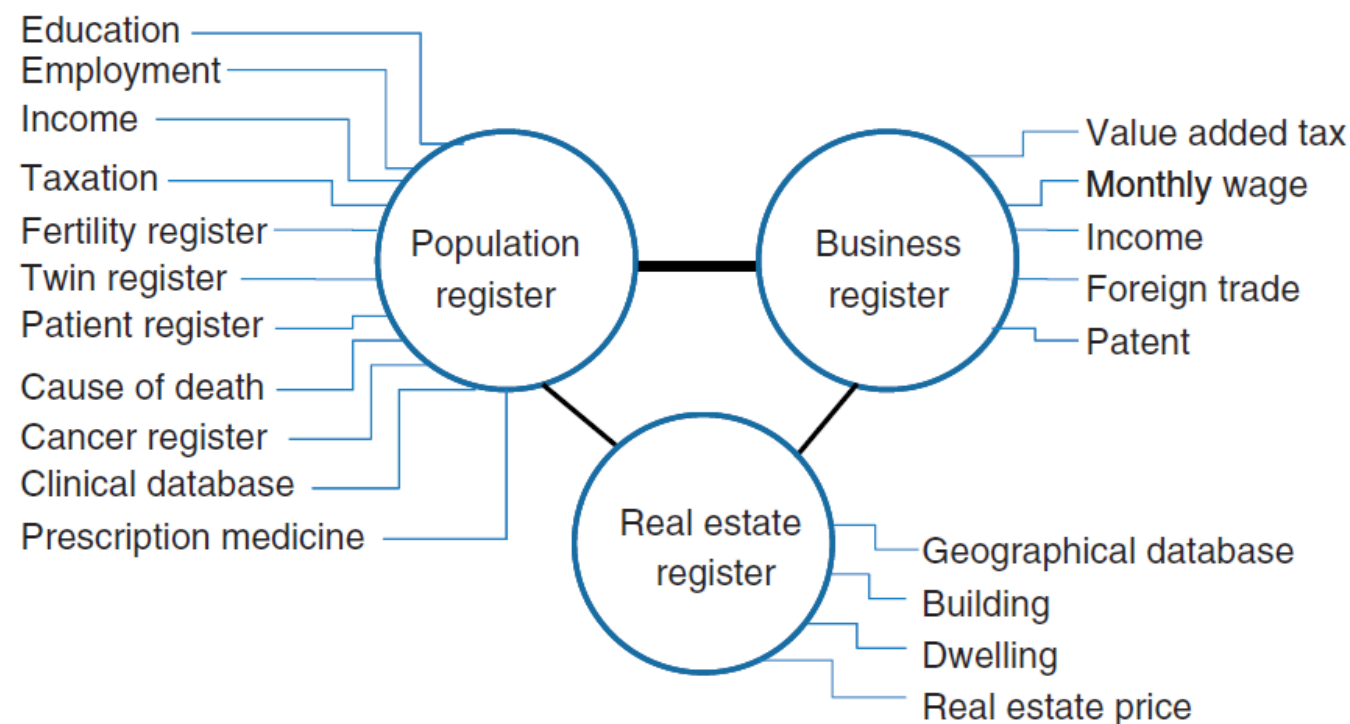 Education
Employment
Income
Taxation
Fertility register
Twin register
Patient register
Cause of death
Cancer register
Clinical database
Prescription medicine
Population
register
Business
register
Value added tax
Monthly wage
Income
Foreign trade
Patent
Real estate
register
Geographical database
Building
Dwelling
Real estate price